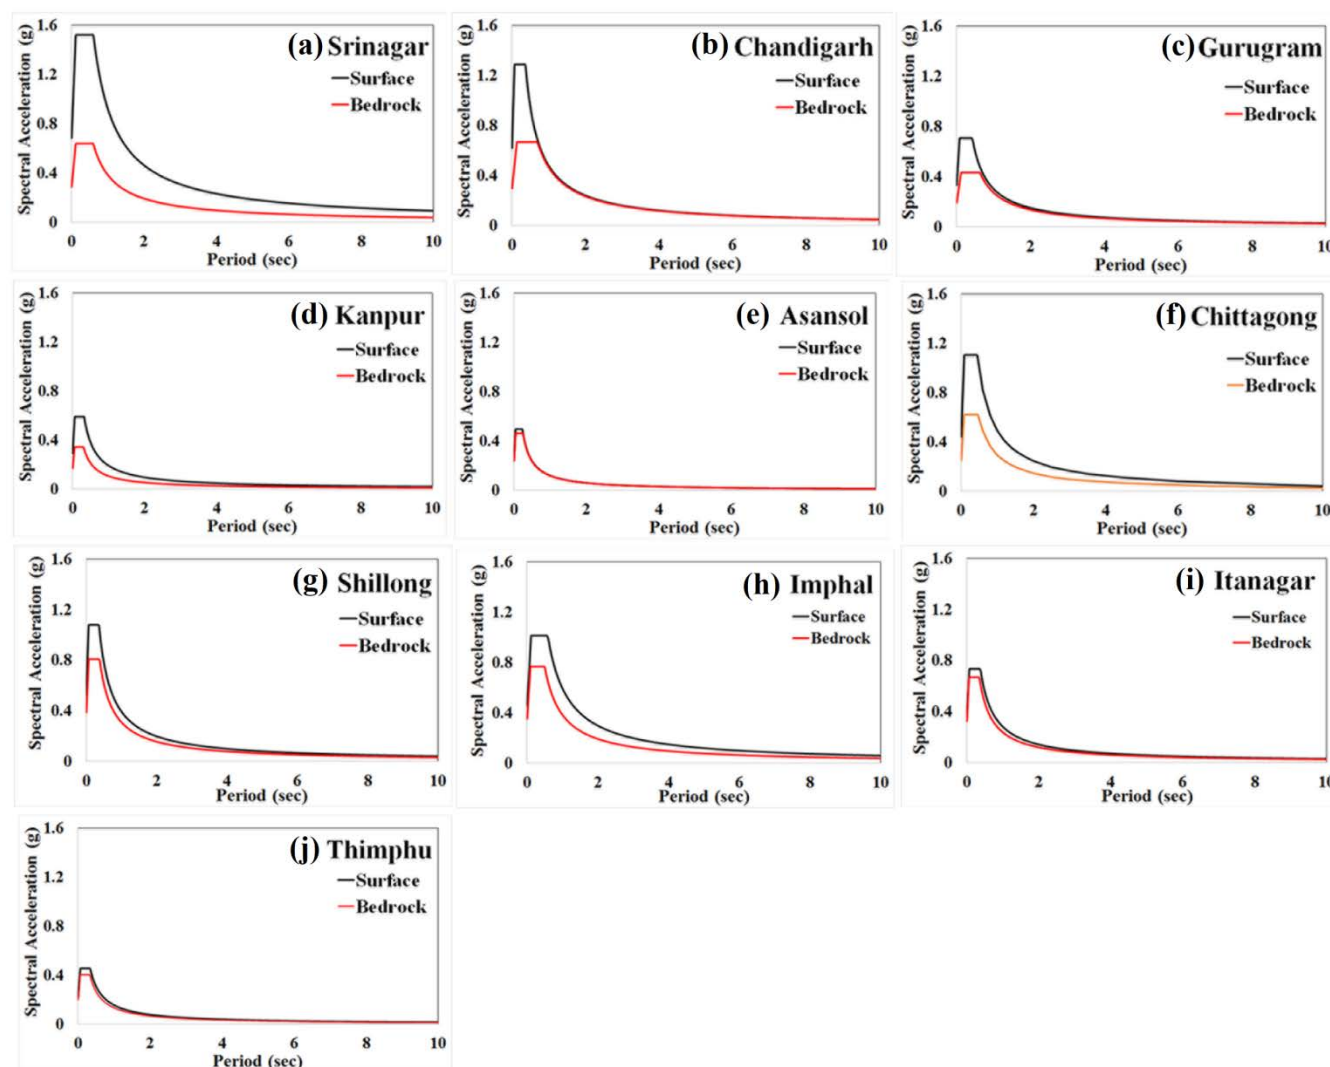 (a) Srinagar
Surface
Bedrock
Spectral Acceleration (g)
1.6
1.2
0.8
0.4
0
0 2 4 6 8 10
Period (sec)
(b) Chandigarh
Surface
Bedrock
Spectral Acceleration (g)
1.6
1.2
0.8
0.4
0
0 2 4 6 8 10
Period (sec)
(c) Gurugram
Surface
Bedrock
Spectral Acceleration (g)
1.6
1.2
0.8
0.4
0
0 2 4 6 8 10
Period (sec)
(d) Kanpur
Surface
Bedrock
Spectral Acceleration (g)
1.6
1.2
0.8
0.4
0
0 2 4 6 8 10
Period (sec)
(e) Asansol
Surface
Bedrock
Spectral Acceleration (g)
1.6
1.2
0.8
0.4
0
0 2 4 6 8 10
Period (sec)
(f) Chittagong
Surface
Bedrock
Spectral Acceleration (g)
1.6
1.2
0.8
0.4
0
0 2 4 6 8 10
Period (sec)
(g) Shillong
Surface
Bedrock
Spectral Acceleration (g)
1.6
1.2
0.8
0.4
0
0 2 4 6 8 10
Period (sec)
(h) Imphal
Surface
Bedrock
Spectral Acceleration (g)
1.6
1.2
0.8
0.4
0
0 2 4 6 8 10
Period (sec)
(i) Itanagar
Surface
Bedrock
Spectral Acceleration (g)
1.6
1.2
0.8
0.4
0
0 2 4 6 8 10
Period (sec)
(j) Thimphu
Surface
Bedrock
Spectral Acceleration (g)
1.6
1.2
0.8
0.4
0
0 2 4 6 8 10
Period (sec)